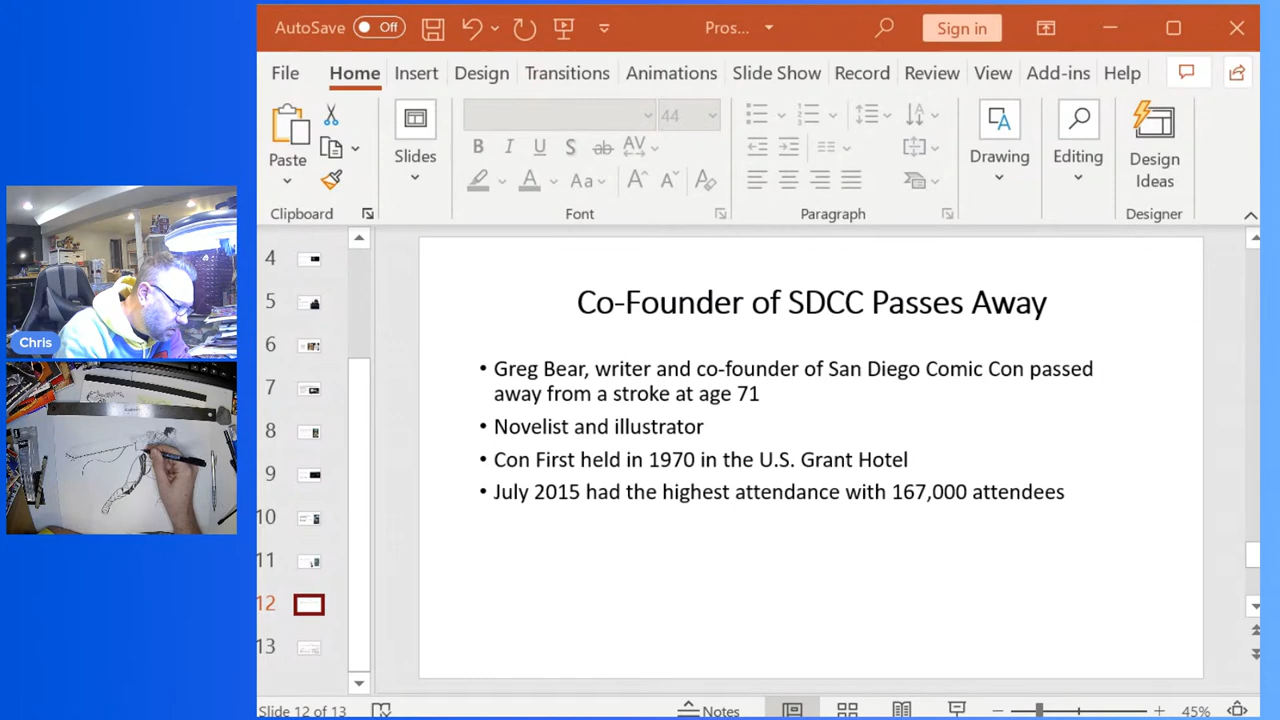 AutoSave Off Pros... Sign in
File Home Insert Design Transitions Animations Slide Show Record Review View Add-ins Help
44
B I U S ab AV
Paste Slides A Aa A A A Drawing Editing Design Ideas
Clipboard Font Paragraph Designer
4
5
6
7
8
9
10
11
12
13
Chris
Co-Founder of SDCC Passes Away
• Greg Bear, writer and co-founder of San Diego Comic Con passed
away from a stroke at age 71
• Novelist and illustrator
• Con First held in 1970 in the U.S. Grant Hotel
• July 2015 had the highest attendance with 167,000 attendees
Slide 12 of 13 Notes 45%